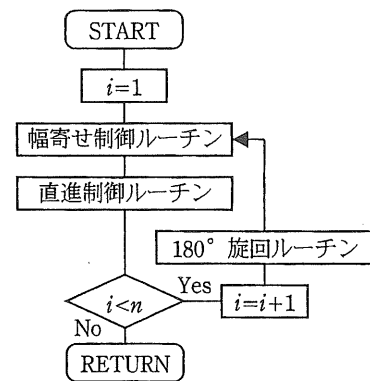 START
i=1
幅寄せ制御ルーチン
直進制御ルーチン
180°旋回ルーチン
Yes
i<n
i=i+1
No
RETURN